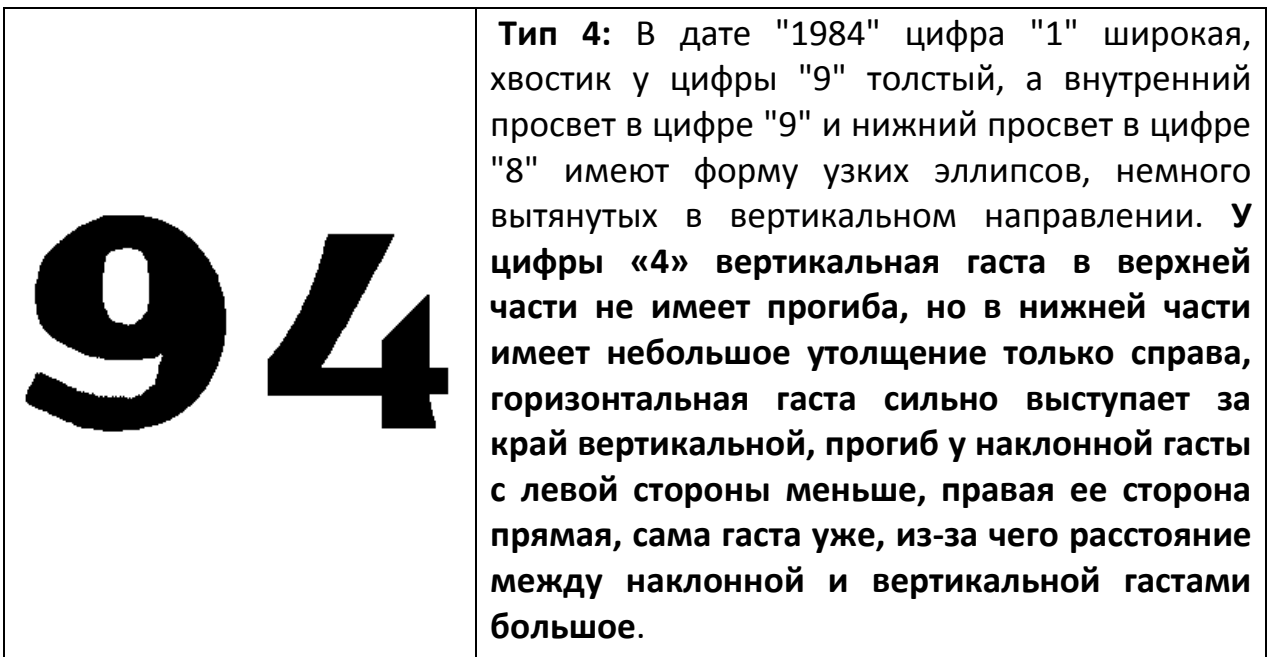 94
Тип 4: В дате "1984" цифра "1" широкая,
хвостик у цифры "9" толстый, а внутренний
просвет в цифре "9" и нижний просвет в цифре
"8" имеют форму узких эллипсов, немного
вытянутых в вертикальном направлении. У
цифры «4» вертикальная гаста в верхней
части не имеет прогиба, но в нижней части
имеет небольшое утолщение только справа,
горизонтальная гаста сильно выступает за
край вертикальной, прогиб у наклонной гасты
с левой стороны меньше, правая ее сторона
прямая, сама гаста уже, из-за чего расстояние
между наклонной и вертикальной гастами
большое.